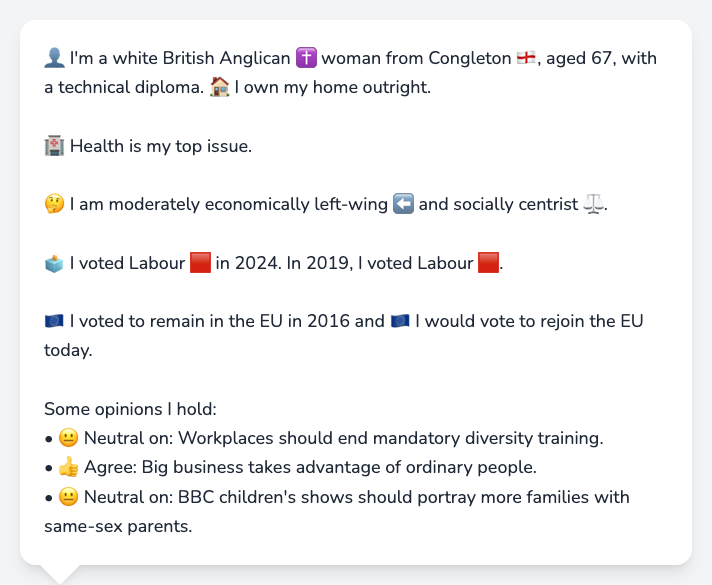 👤 I'm a white British Anglican ✝️ woman from Congleton 🏴󠁧󠁢󠁥󠁮󠁧󠁿, aged 67, with
a technical diploma. 🏠 I own my home outright.
🏥 Health is my top issue.
🤔 I am moderately economically left-wing ⬅️ and socially centrist ⚖️.
🗳️ I voted Labour 🟥 in 2024. In 2019, I voted Labour 🟥.
🇪🇺 I voted to remain in the EU in 2016 and 🇪🇺 I would vote to rejoin the EU
today.
Some opinions I hold:
• 😐 Neutral on: Workplaces should end mandatory diversity training.
• 👍 Agree: Big business takes advantage of ordinary people.
• 😐 Neutral on: BBC children's shows should portray more families with
same-sex parents.